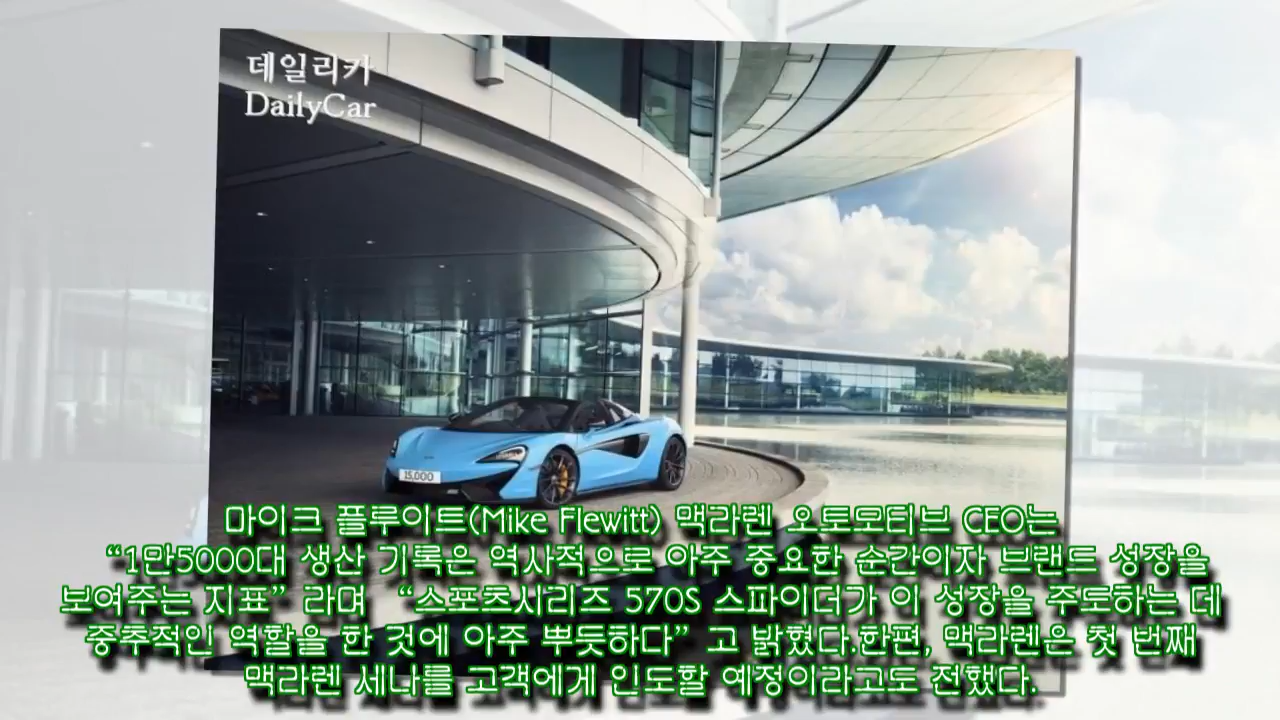 데일리카
DailyCar
15,000
마이크 플루이트(Mike Flewitt) 맥라렌 오토모티브 CEO는
“1만5000대 생산 기록은 역사적으로 아주 중요한 순간이자 브랜드 성장을
보여주는 지표” 라며 “스포츠시리즈 570S 스파이더가 이 성장을 주도하는 데
중추적인 역할을 한 것에 아주 뿌듯하다” 고 밝혔다.한편, 맥라렌은 첫 번째
맥라렌 세나를 고객에게 인도할 예정이라고도 전했다.